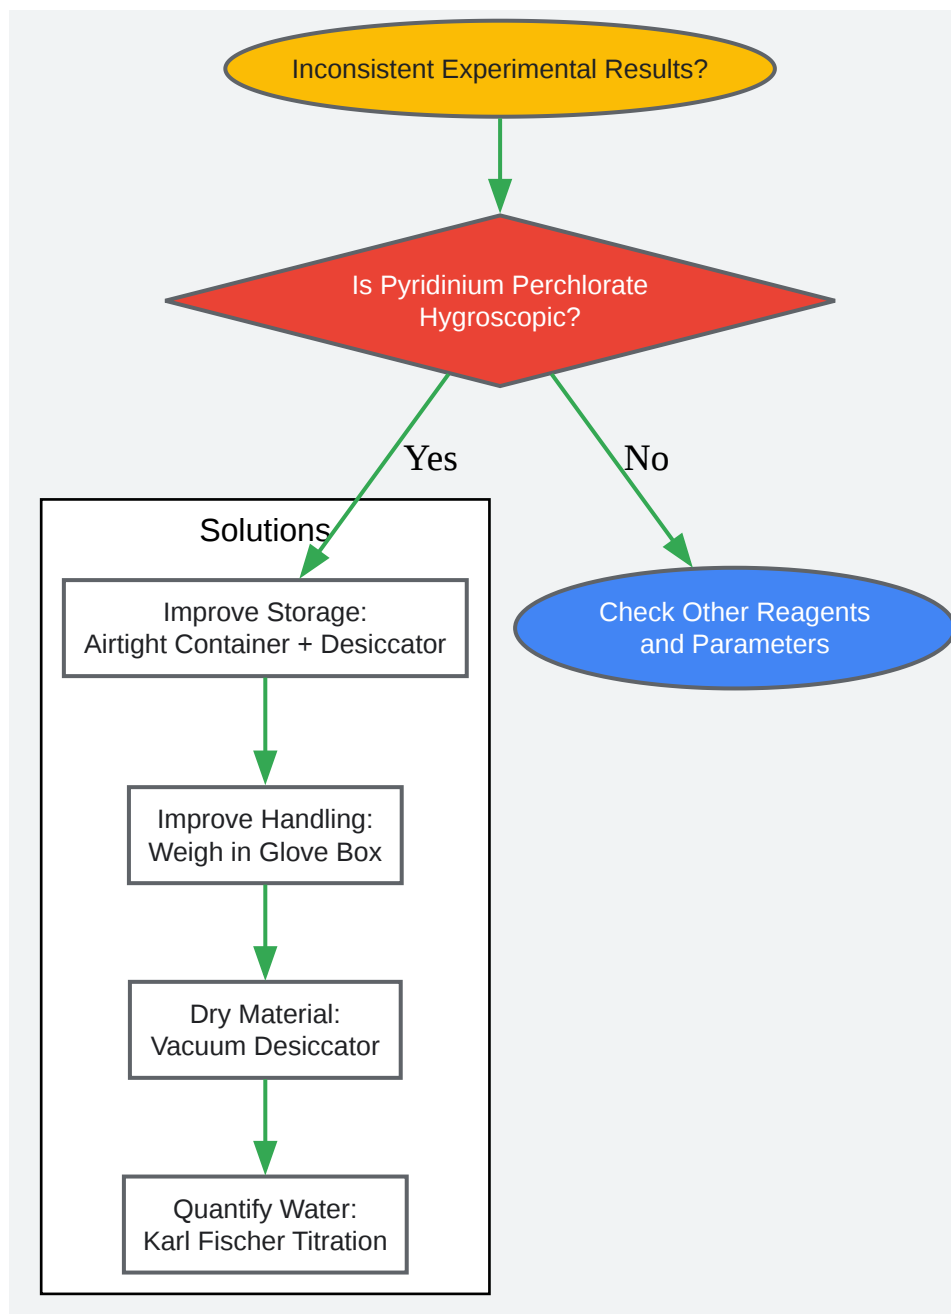 Inconsistent Experimental Results?
Is Pyridinium Perchlorate
Hygroscopic?
Yes
No
Solutions
Improve Storage:
Airtight Container + Desiccator
Check Other Reagents
and Parameters
Improve Handling:
Weigh in Glove Box
Dry Material:
Vacuum Desiccator
Quantify Water:
Karl Fischer Titration